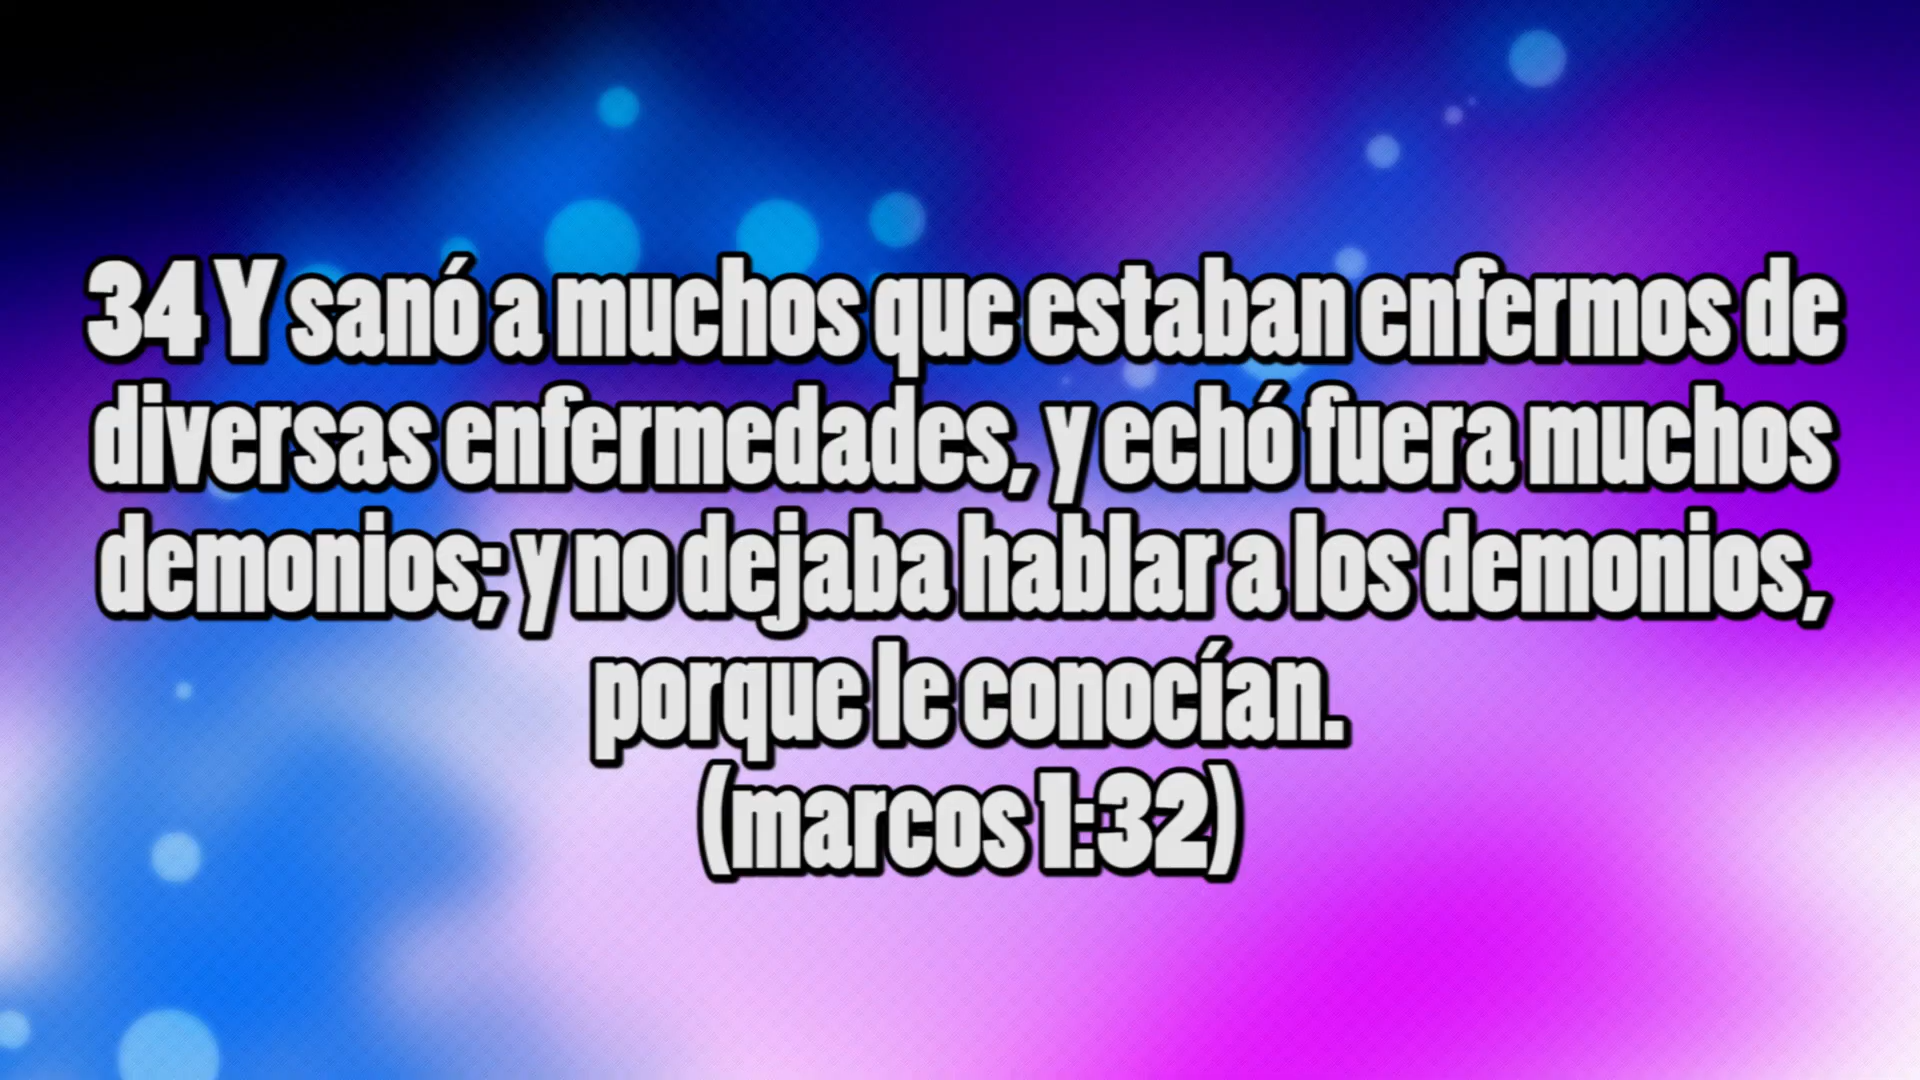 34 Y sanó a muchos que estaban enfermos de
diversas enfermedades, y echó fuera muchos
demonios; y no dejaba hablar a los demonios,
porque le conocían.
(marcos 1:32)